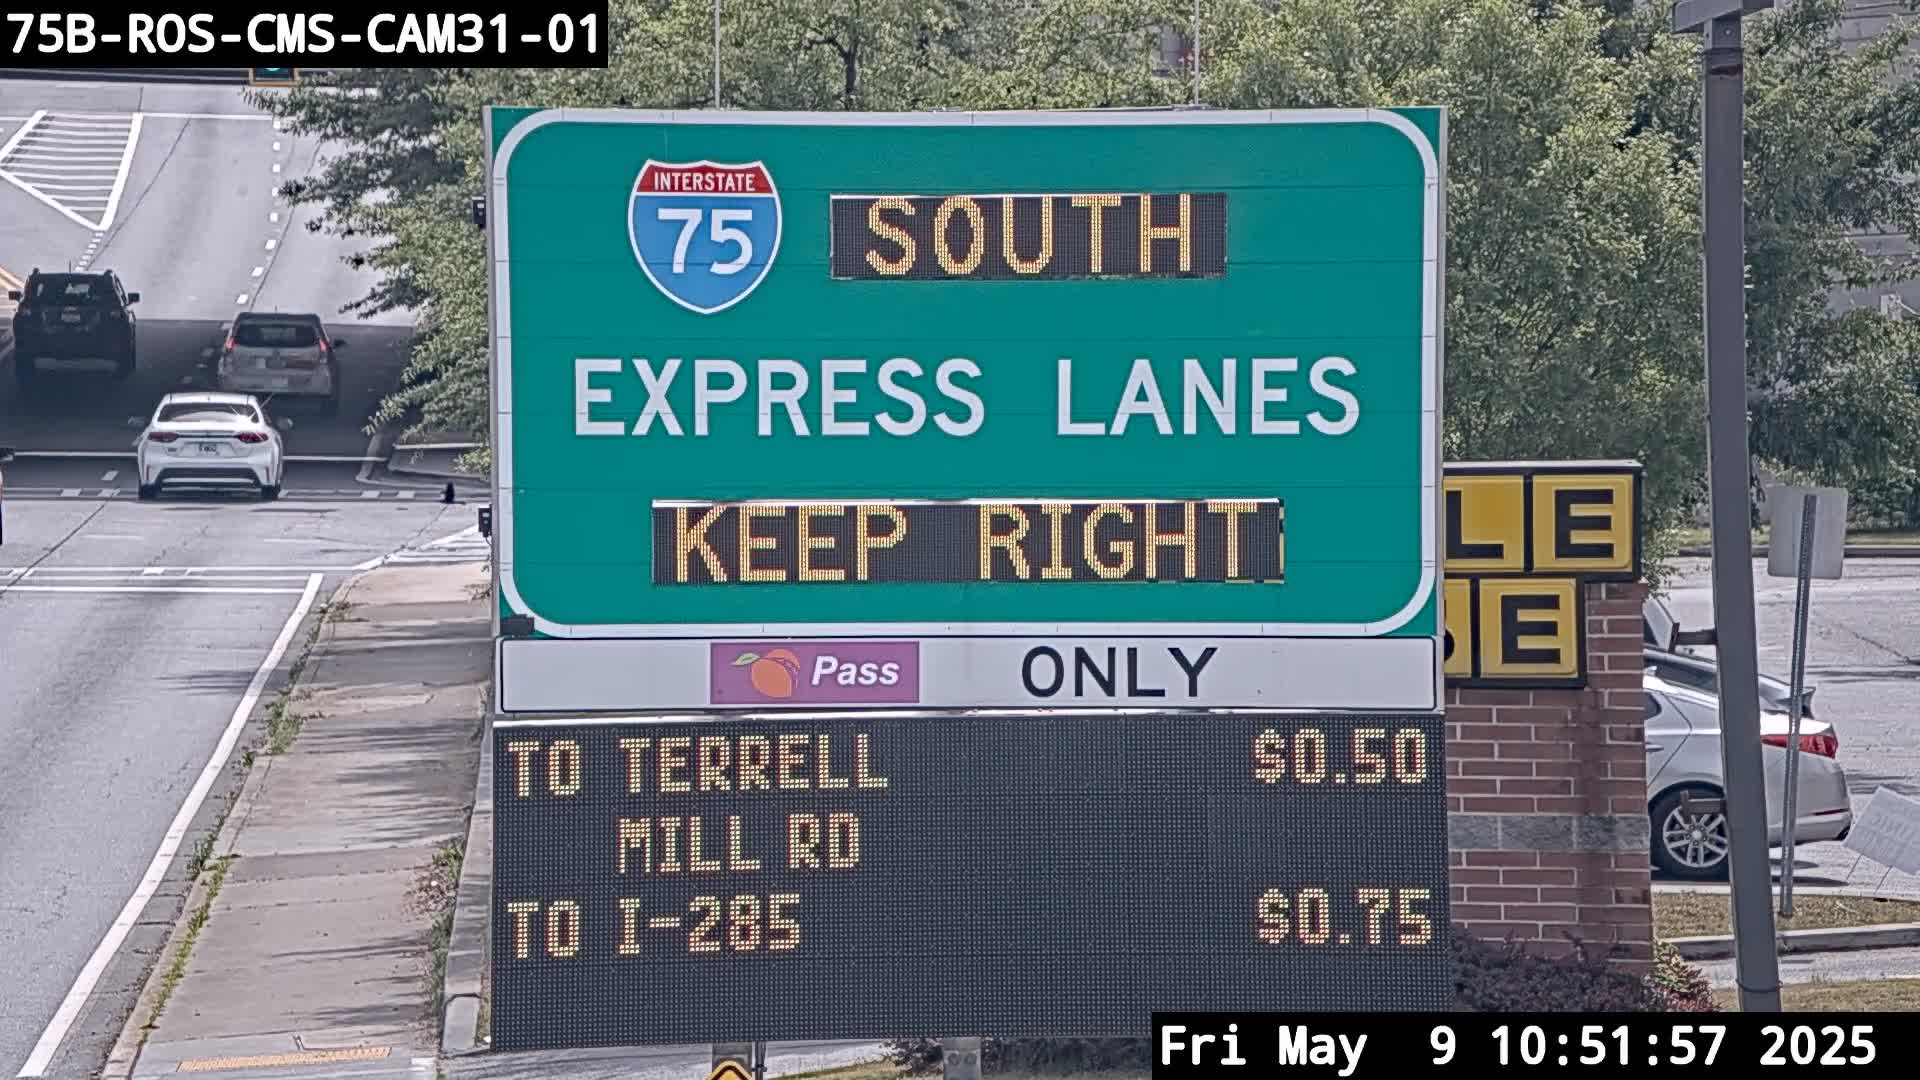 75B-ROS-CMS-CAM31-01
INTERSTATE
75
SOUTH
EXPRESS LANES
KEEP RIGHT
Pass ONLY
TO TERRELL $0.50
MILL RD
TO I-285 $0.75
LE
E
Fri May 9 10:51:57 2025